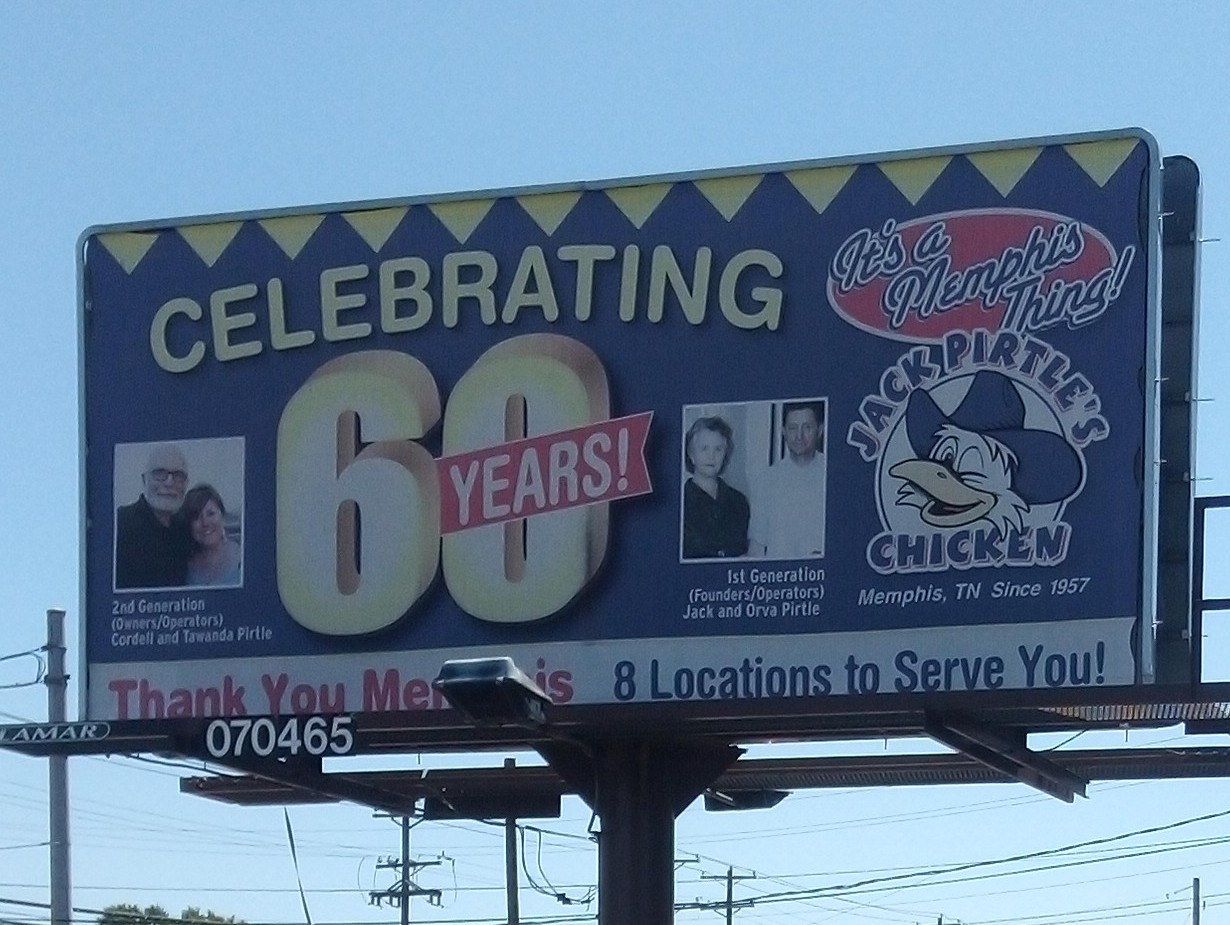 CELEBRATING
60
YEARS!
It's a
Memphis
Thing!
JACK PIRTLE'S
CHICKEN
Memphis, TN Since 1957
2nd Generation
(Owners/Operators)
Cordell and Tawanda Pirtle
1st Generation
(Founders/Operators)
Jack and Orva Pirtle
Thank You Mem is
8 Locations to Serve You!
LAMAR
070465